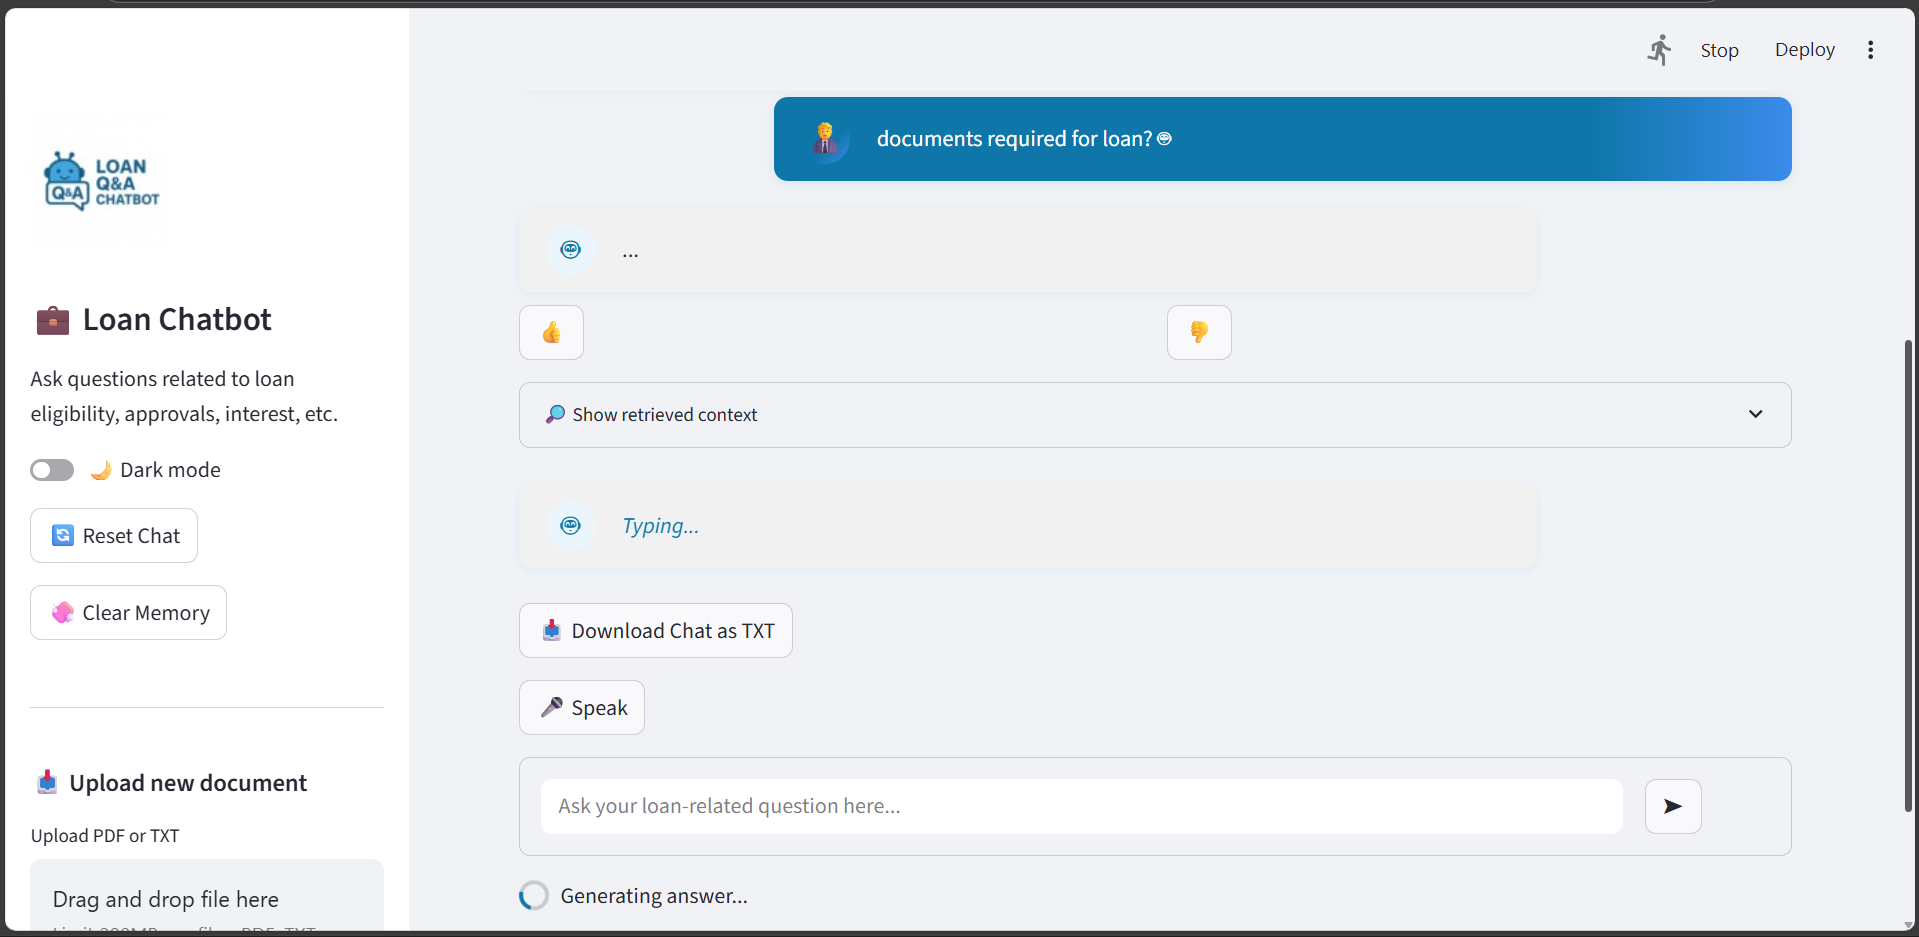 Stop
Deploy
LOAN
Q&A
CHATBOT
Q&A
Loan Chatbot
Ask questions related to loan
eligibility, approvals, interest, etc.
Dark mode
Reset Chat
Clear Memory
Upload new document
Upload PDF or TXT
Drag and drop file here
documents required for loan?
...
Show retrieved context
Typing...
Download Chat as TXT
Speak
Ask your loan-related question here...
Generating answer...